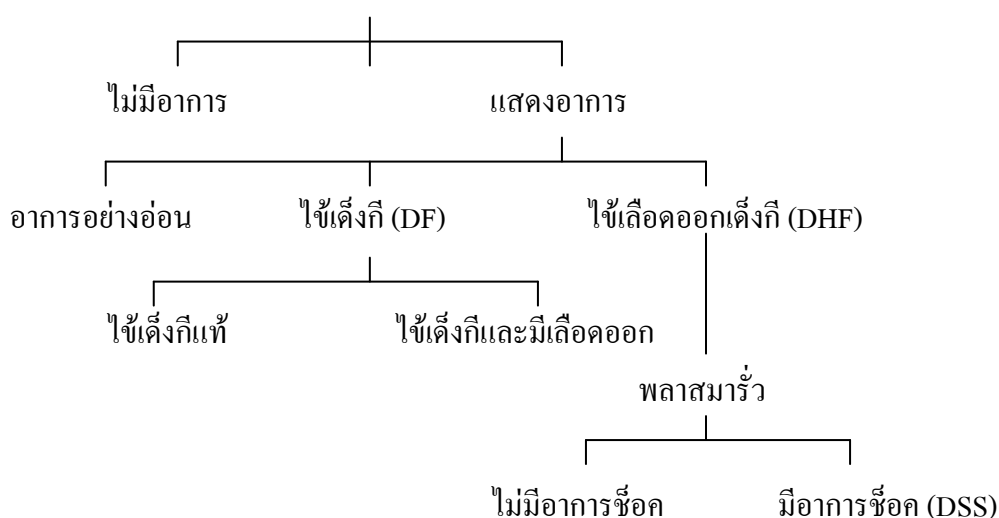 ไม่มีอาการ แสดงอาการ
อาการอย่างอ่อน ไข้เด็งกี (DF) ไข้เลือดออกเด็งกี (DHF)
ไข้เด็งกีแท้ ไข้เด็งกีและมีเลือดออก
พลาสมารั่ว
ไม่มีอาการช็อค มีอาการช็อค (DSS)